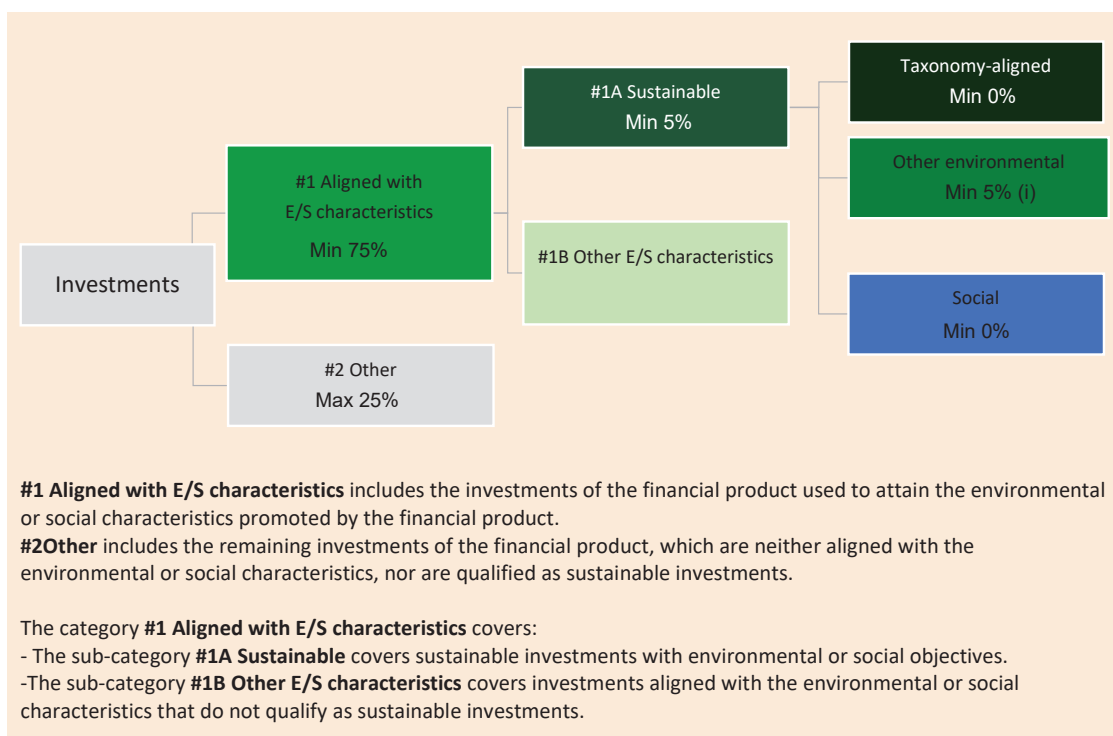 Investments
#1 Aligned with
E/S characteristics
Min 75%
#2 Other
Max 25%
#1A Sustainable
Min 5%
#1B Other E/S characteristics
Taxonomy-aligned
Min 0%
Other environmental
Min 5% (i)
Social
Min 0%
#1 Aligned with E/S characteristics includes the investments of the financial product used to attain the environmental
or social characteristics promoted by the financial product.
#2Other includes the remaining investments of the financial product, which are neither aligned with the
environmental or social characteristics, nor are qualified as sustainable investments.
The category #1 Aligned with E/S characteristics covers:
- The sub-category #1A Sustainable covers sustainable investments with environmental or social objectives.
-The sub-category #1B Other E/S characteristics covers investments aligned with the environmental or social
characteristics that do not qualify as sustainable investments.